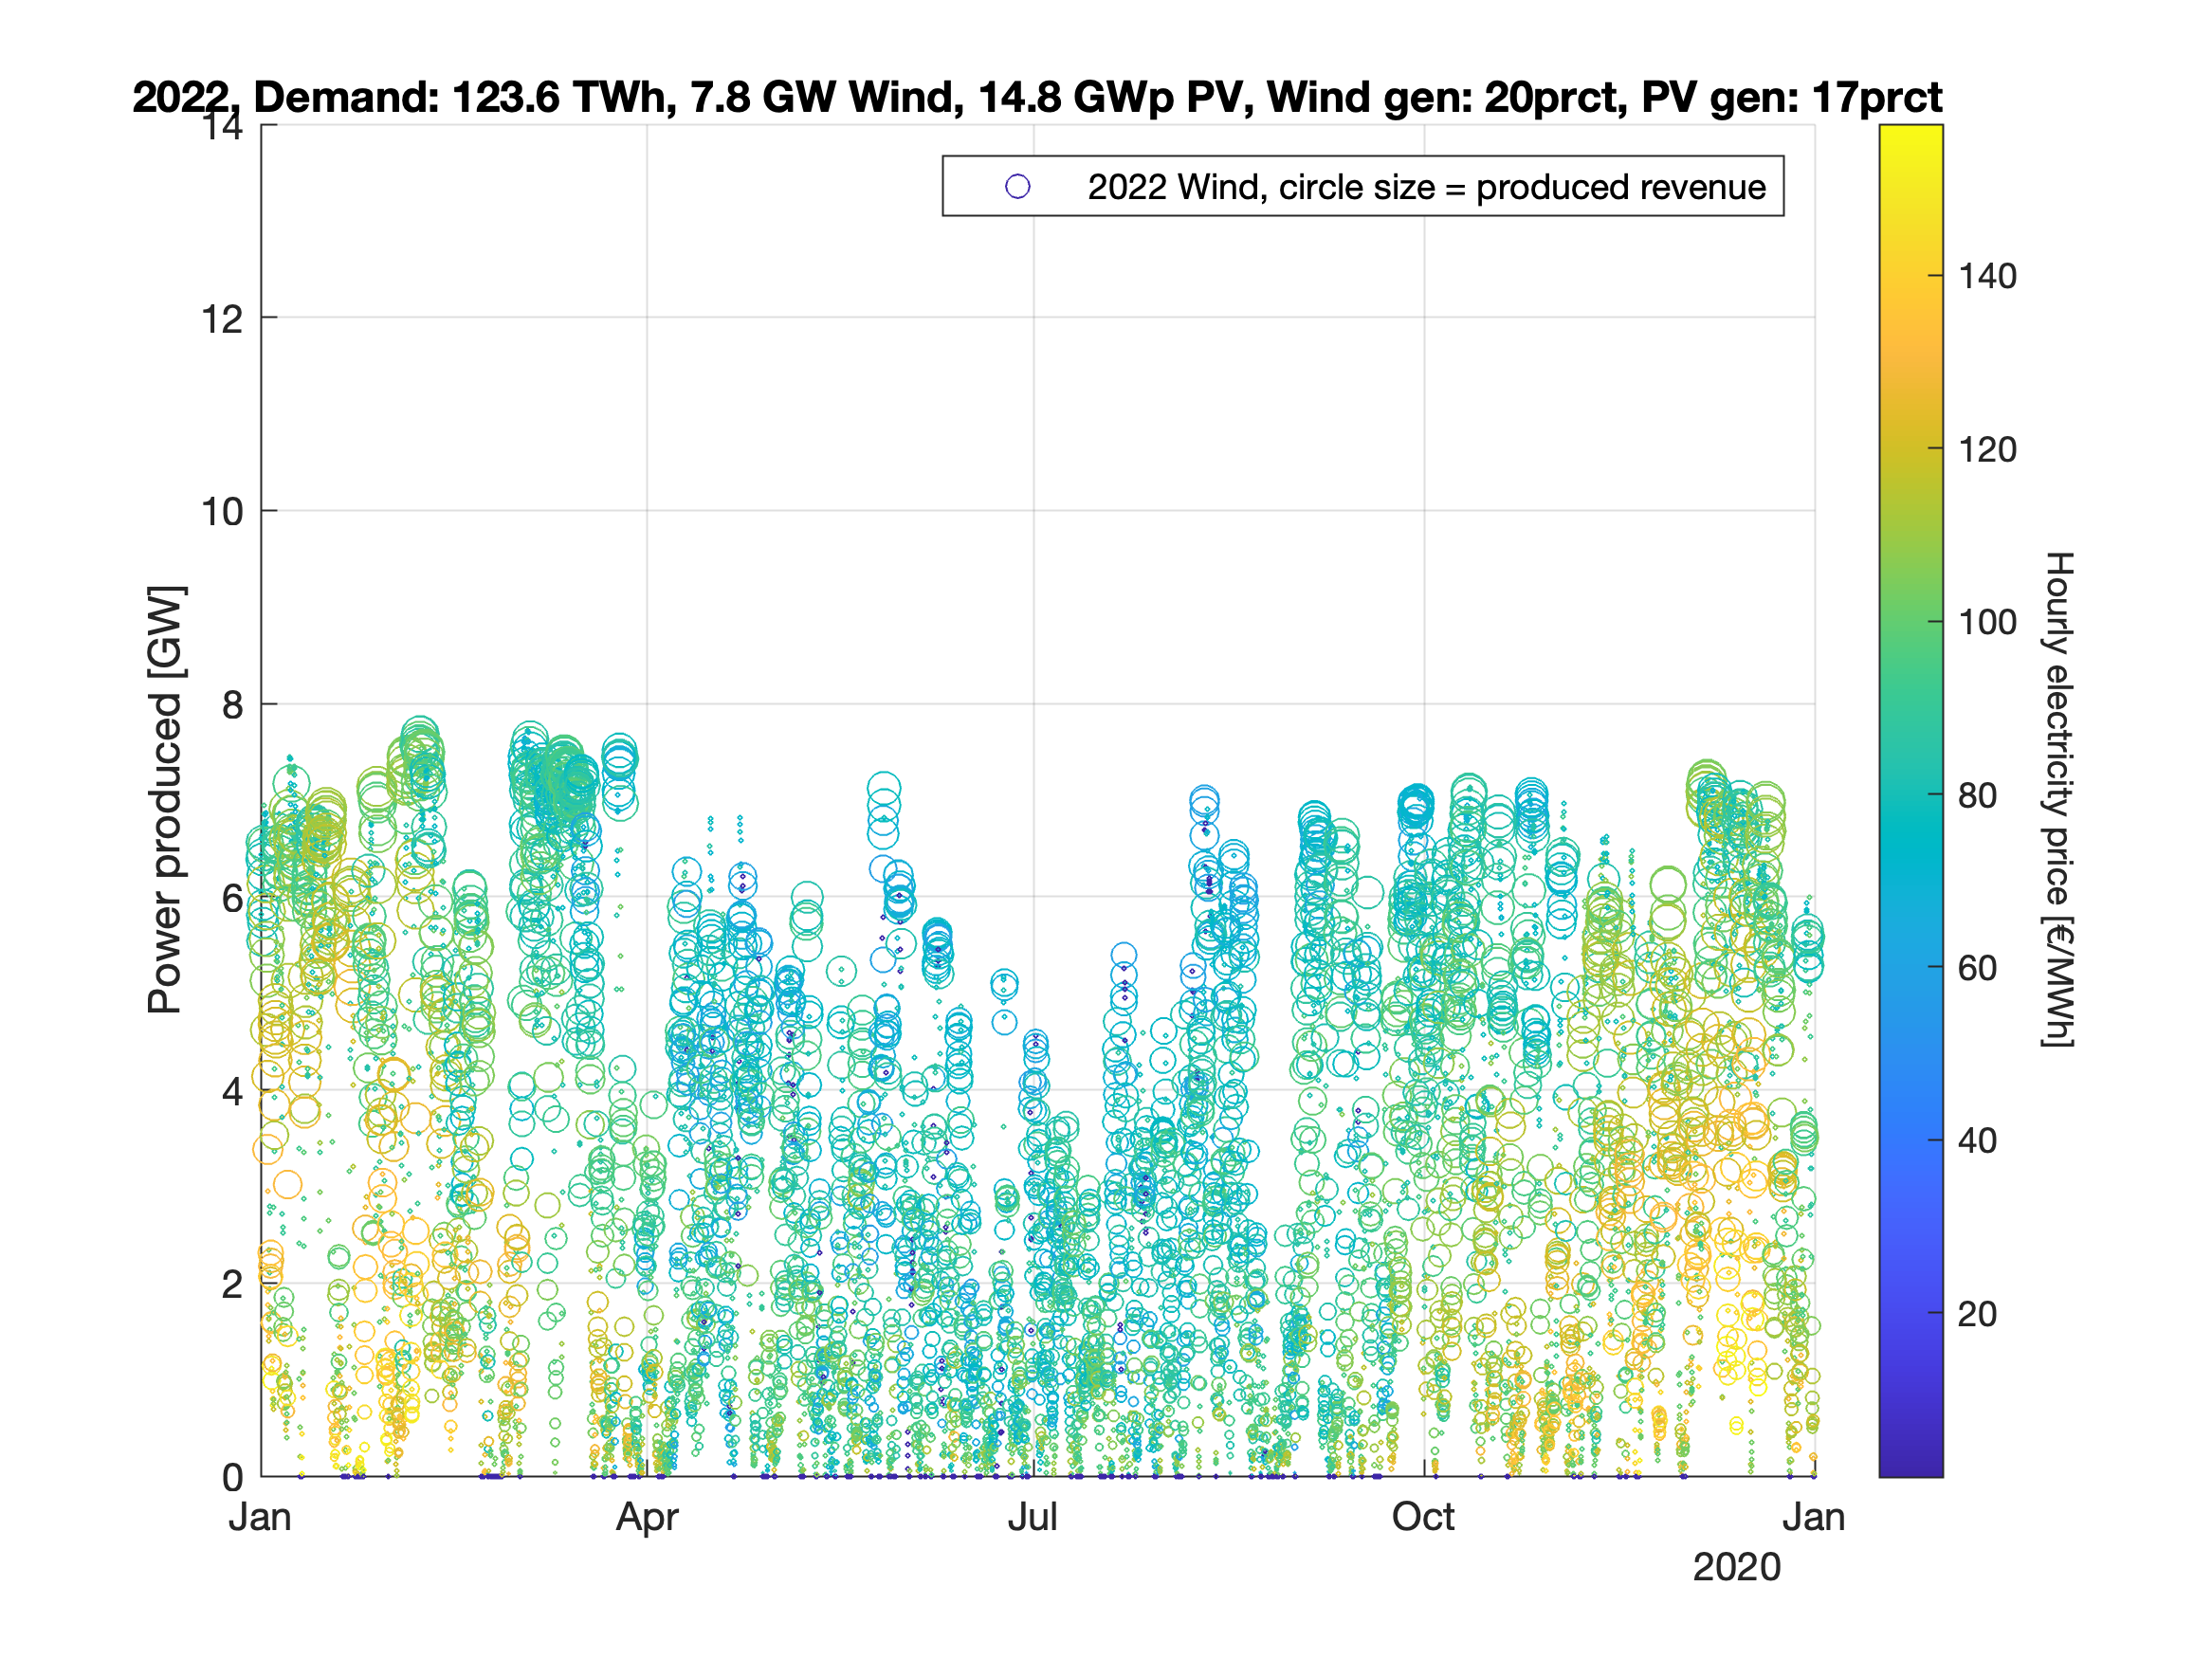 2022, Demand: 123.6 TWh, 7.8 GW Wind, 14.8 GWp PV, Wind gen: 20prct, PV gen: 17prct
2022 Wind, circle size = produced revenue
Power produced [GW]
14
12
10
8
6
4
2
0
Jan
Apr
Jul
Oct
Jan
2020
140
120
100
80
60
40
20
Hourly electricity price [€/MWh]